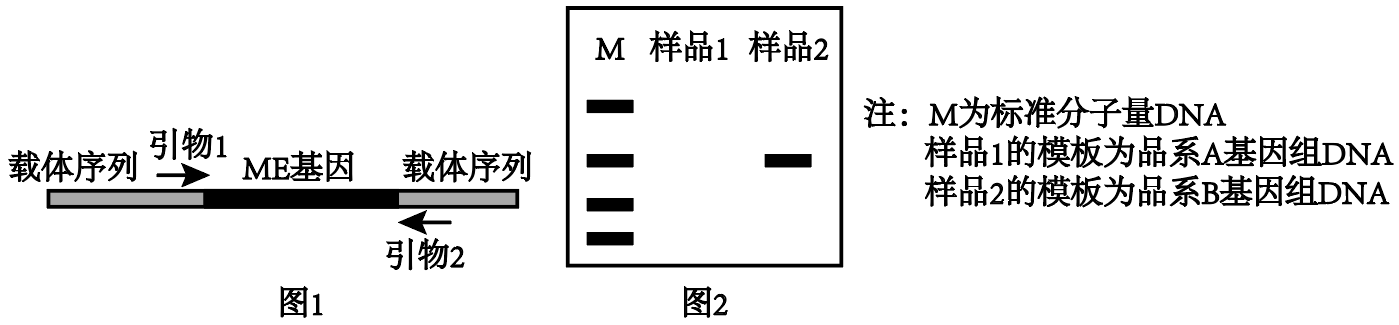 引物1
载体序列 ME基因 载体序列
引物2
图1
M 样品1 样品2
图2
注：M为标准分子量DNA
样品1的模板为品系A基因组DNA
样品2的模板为品系B基因组DNA